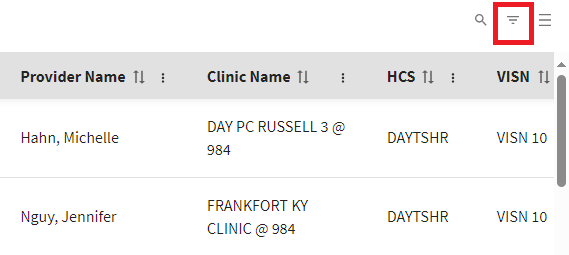 Provider Name Clinic Name HCS VISN
Hahn, Michelle DAY PC RUSSELL 3 @ DAYTSHR VISN 10
984
Nguy, Jennifer FRANKFORT KY DAYTSHR VISN 10
CLINIC @ 984